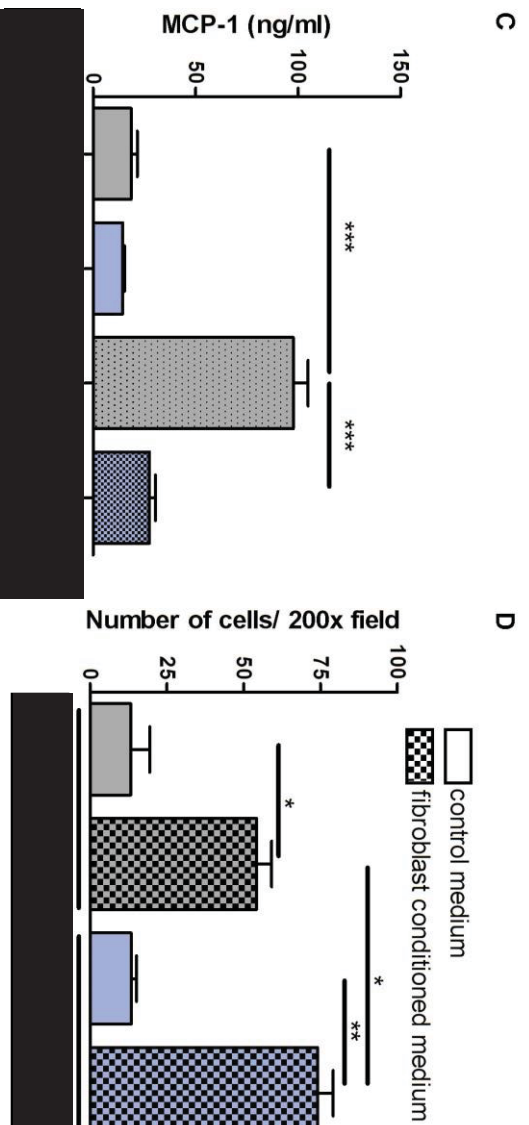 C
MCP-1 (ng/ml)
150
100
50
0
***
***
D
control medium
fibroblast conditioned medium
Number of cells/ 200x field
100
75
50
25
0
*
*
**